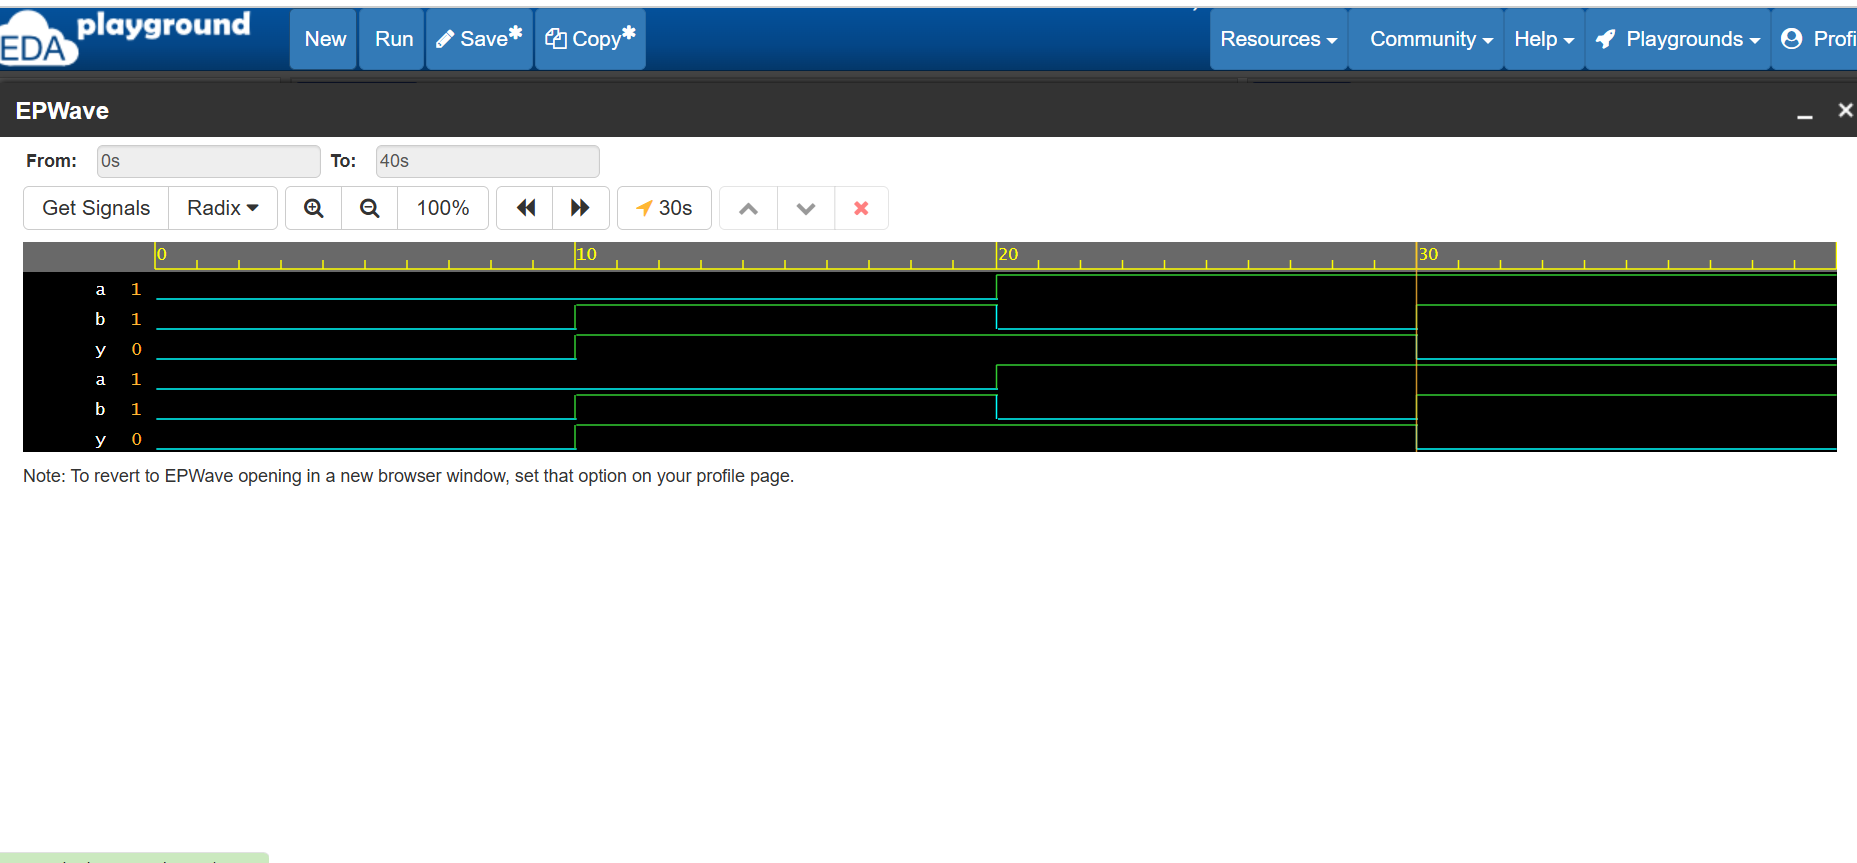 EDA playground
New Run Save* Copy* Resources Community Help Playgrounds Profi
EPWave
From: 0s To: 40s
Get Signals Radix 100% 30s
0 10 20 30
a 1
b 1
y 0
a 1
b 1
y 0
Note: To revert to EPWave opening in a new browser window, set that option on your profile page.